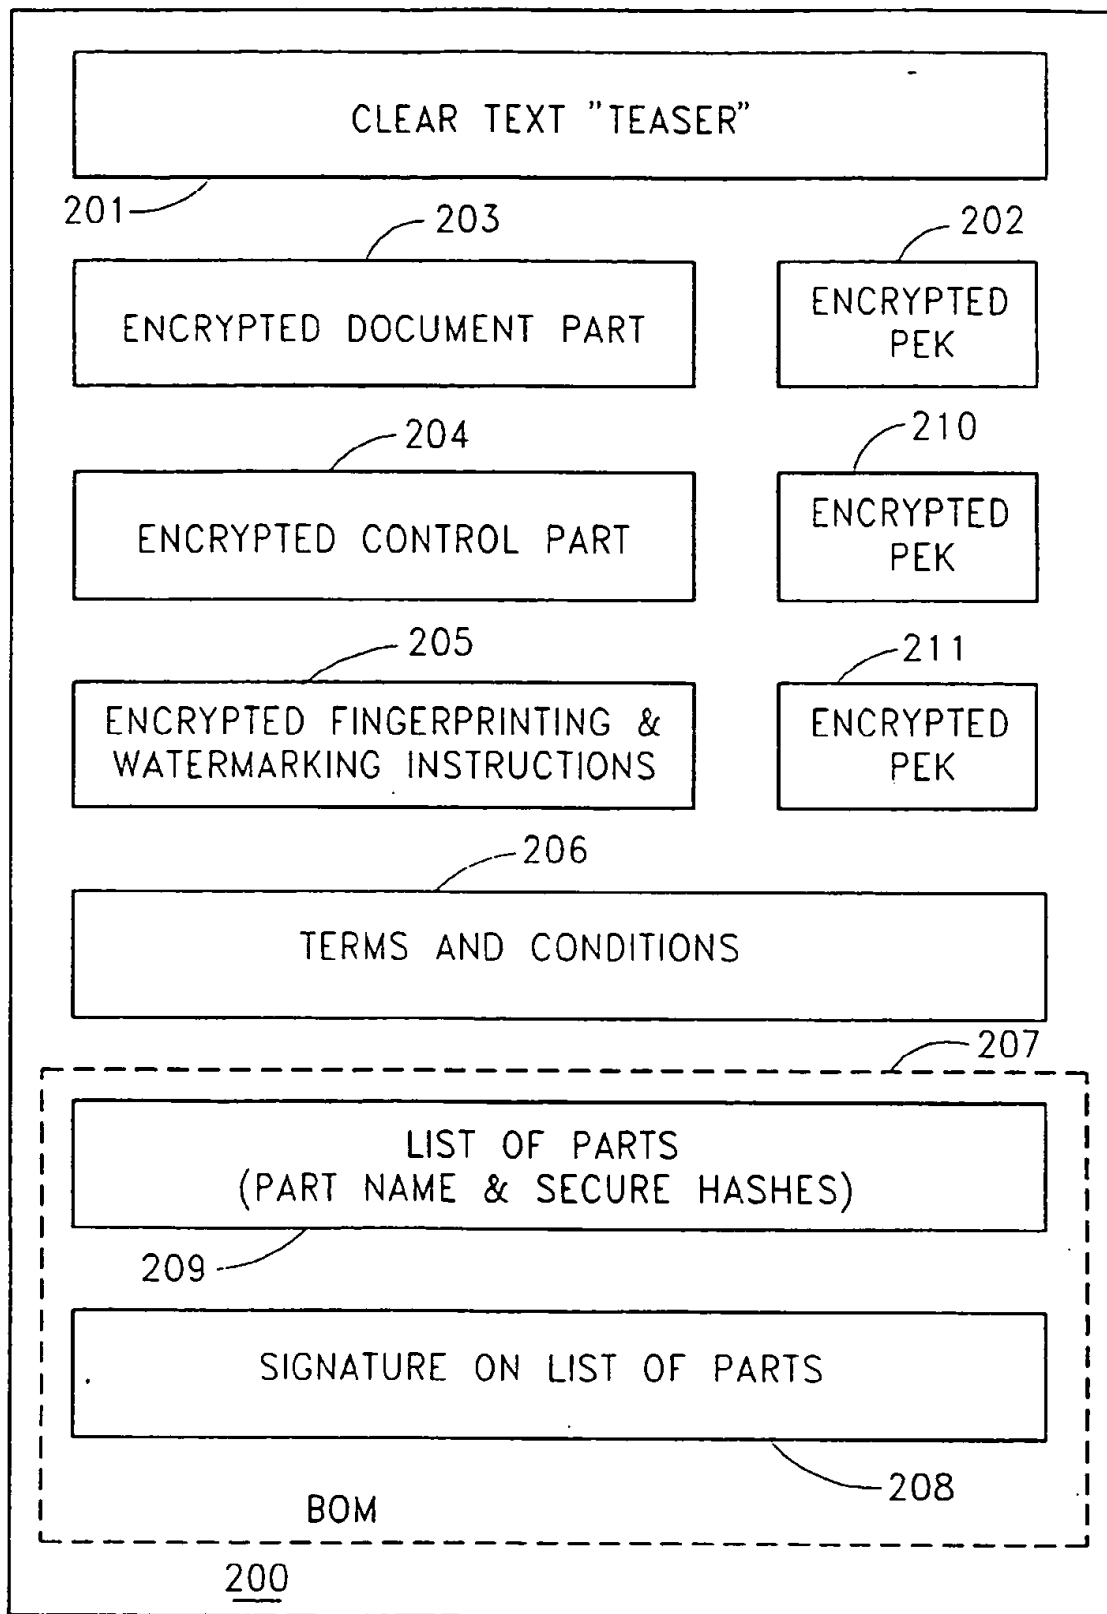 CLEAR TEXT "TEASER"
201
203
202
ENCRYPTED DOCUMENT PART
ENCRYPTED
PEK
204
210
ENCRYPTED CONTROL PART
ENCRYPTED
PEK
205
211
ENCRYPTED FINGERPRINTING &
WATERMARKING INSTRUCTIONS
ENCRYPTED
PEK
206
TERMS AND CONDITIONS
207
LIST OF PARTS
(PART NAME & SECURE HASHES)
209
SIGNATURE ON LIST OF PARTS
208
BOM
200